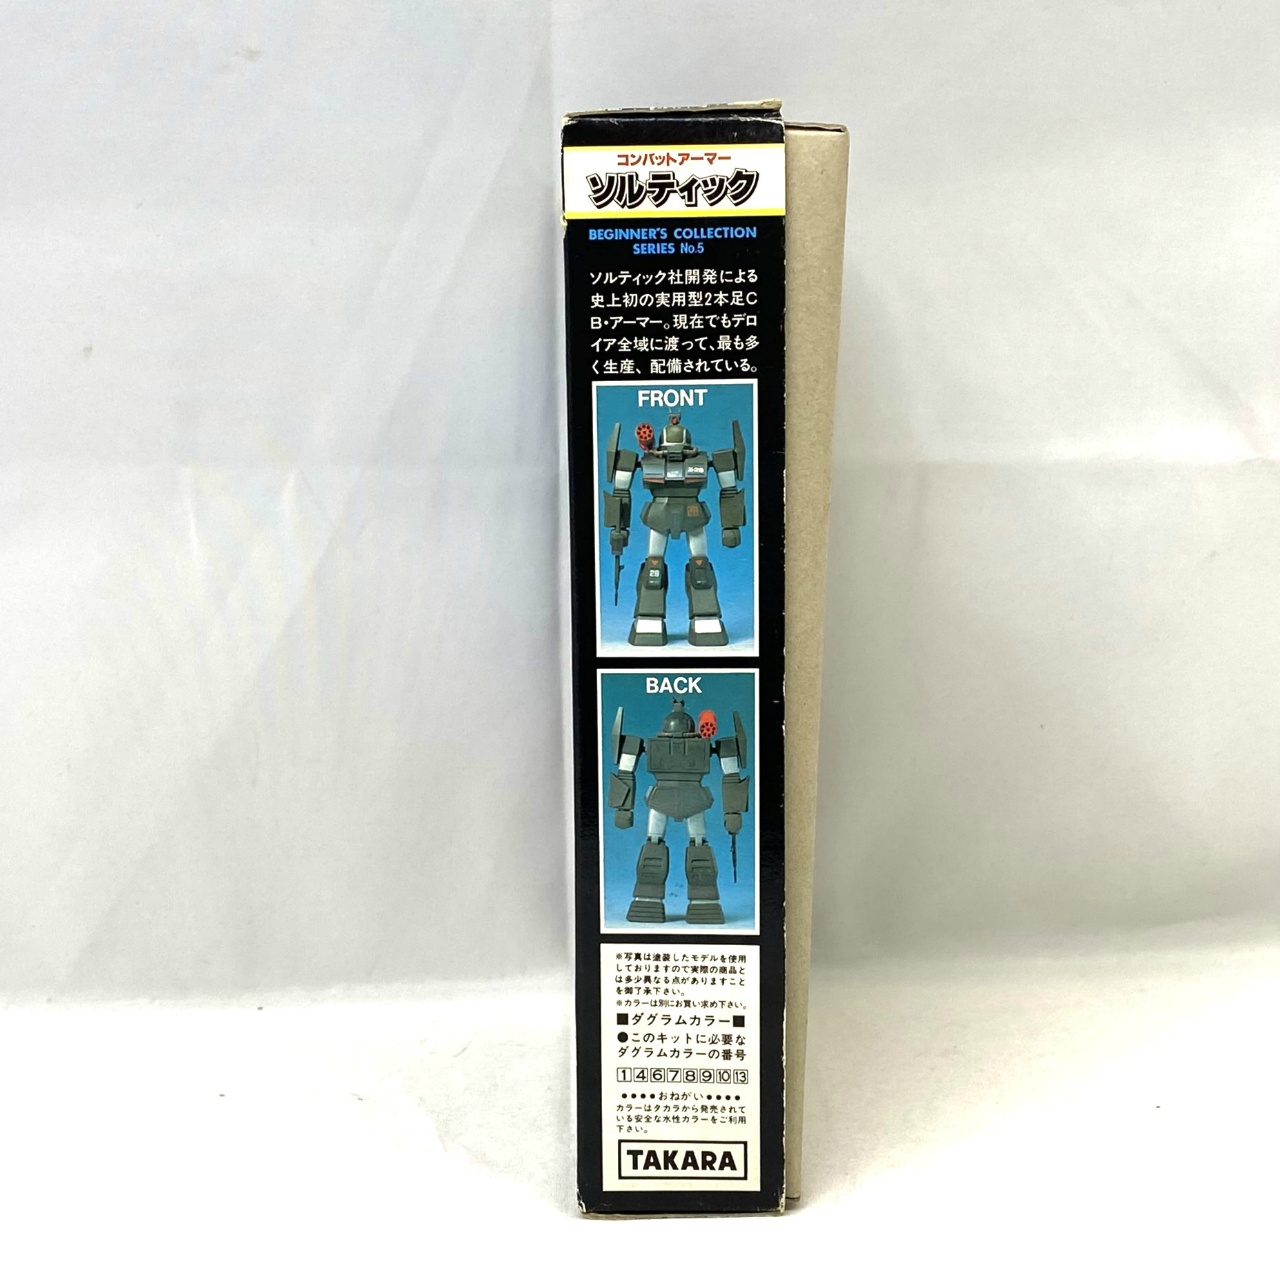 コンバットアーマー
ソルティック
BEGINNER'S COLLECTION
SERIES No.5
ソルティック社開発による
史上初の実用型2本足C
B・アーマー。現在でもデロ
イア全域に渡って、最も多
く生産、配備されている。
FRONT
28
BACK
※写真は塗装したモデルを使用
しておりますので実際の商品と
は多少異なる点がありますこと
を御了承下さい。
※カラーは別にお買い求め下さい。
■ダグラムカラー■
●このキットに必要な
ダグラムカラーの番号
1 4 6 7 8 9 10 13
●●●●おねがい●●●●
カラーはタカラから発売されて
いる安全な水性カラーをご利用
下さい。
TAKARA